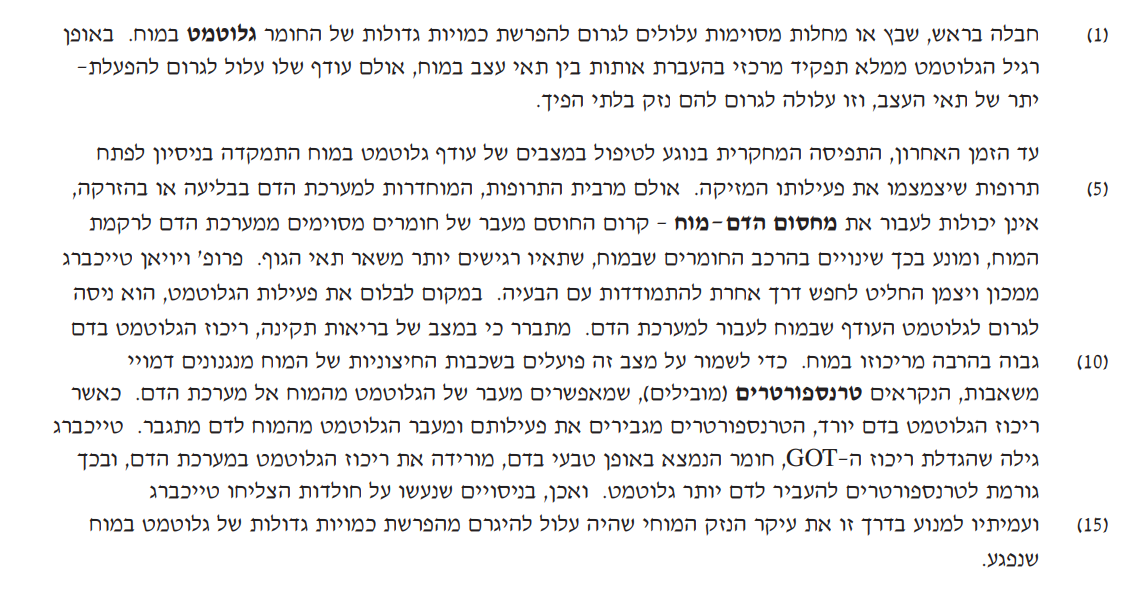 (1) חבלה בראש, שבץ או מחלות מסוימות עלולים לגרום להפרשת כמויות גדולות של החומר גלוטמט במוח. באופן
רגיל הגלוטמט ממלא תפקיד מרכזי בהעברת אותות בין תאי עצב במוח, אולם עודף שלו עלול לגרום להפעלת-
יתר של תאי העצב, וזו עלולה לגרום להם נזק בלתי הפיך.
עד הזמן האחרון, התפיסה המחקרית בנוגע לטיפול במצבים של עודף גלוטמט במוח התמקדה בניסיון לפתח
(5) תרופות שיצמצמו את פעילותו המזיקה. אולם מרבית התרופות, המוחדרות למערכת הדם בבליעה או בהזרקה,
אינן יכולות לעבור את מחסום הדם-מוח - קרום החוסם מעבר של חומרים מסוימים ממערכת הדם לרקמת
המוח, ומונע בכך שינויים בהרכב החומרים שבמוח, שתאיו רגישים יותר משאר תאי הגוף. פרופ' ויויאן טייכברג
ממכון ויצמן החליט לחפש דרך אחרת להתמודדות עם הבעיה. במקום לבלום את פעילות הגלוטמט, הוא ניסה
לגרום לגלוטמט העודף שבמוח לעבור למערכת הדם. מתברר כי במצב של בריאות תקינה, ריכוז הגלוטמט בדם
(10) גבוה בהרבה מריכוזו במוח. כדי לשמור על מצב זה פועלים בשכבות החיצוניות של המוח מנגנונים דמויי
משאבות, הנקראים טרנספורטרים (מובילים), שמאפשרים מעבר של הגלוטמט מהמוח אל מערכת הדם. כאשר
ריכוז הגלוטמט בדם יורד, הטרנספורטרים מגבירים את פעילותם ומעבר הגלוטמט מהמוח לדם מתגבר. טייכברג
גילה שהגדלת ריכוז ה-GOT, חומר הנמצא באופן טבעי בדם, מורידה את ריכוז הגלוטמט במערכת הדם, ובכך
גורמת לטרנספורטרים להעביר לדם יותר גלוטמט. ואכן, בניסויים שנעשו על חולדות הצליחו טייכברג
(15) ועמיתיו למנוע בדרך זו את עיקר הנזק המוחי שהיה עלול להיגרם מהפרשת כמויות גדולות של גלוטמט במוח
שנפגע.